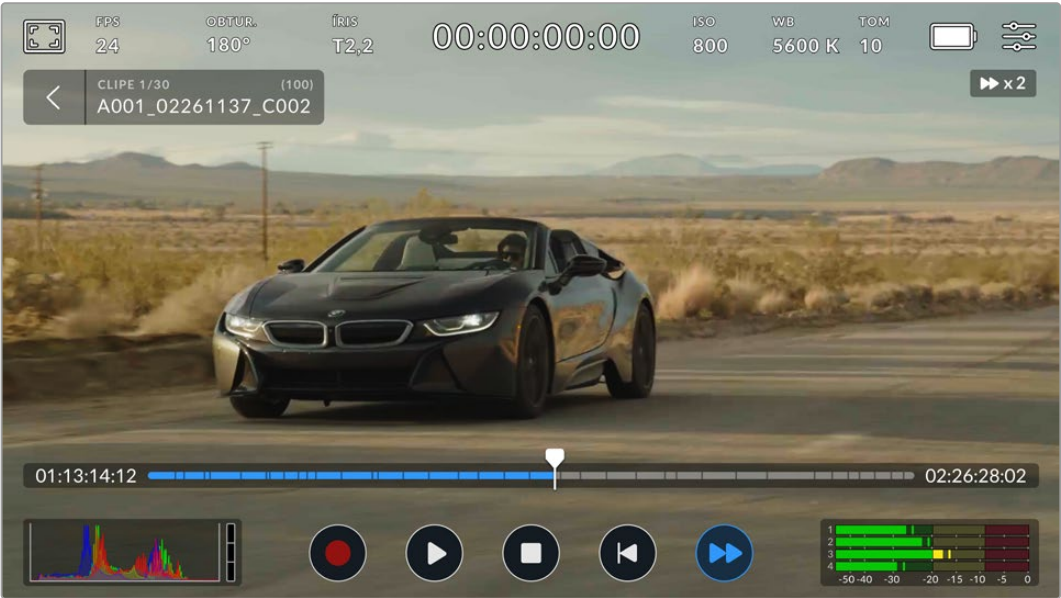 FPS
24
OBTUR.
180°
ÍRIS
T2,2
00:00:00:00
ISO
800
WB
5600 K
TOM
10
CLIPE 1/30 (100)
A001_02261137_C002
x 2
01:13:14:12
02:26:28:02
1
2
3
4
-50 -40 -30 -20 -15 -10 -5 0